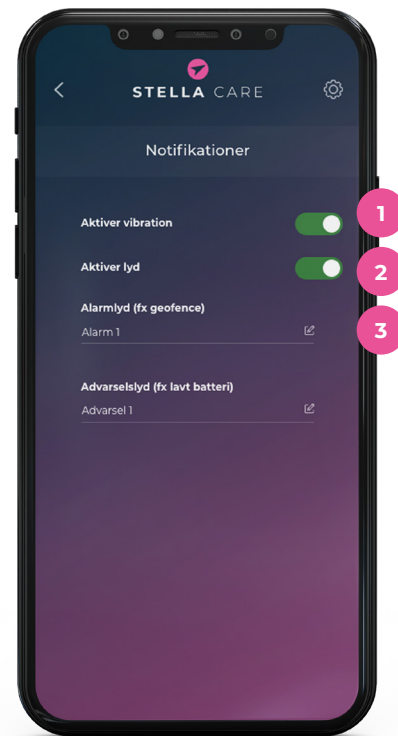 STELLA CARE
Notifikationer
Aktiver vibration
1
Aktiver lyd
2
Alarmlyd (fx geofence)
Alarm 1
3
Advarselslyd (fx lavt batteri)
Advarsel 1